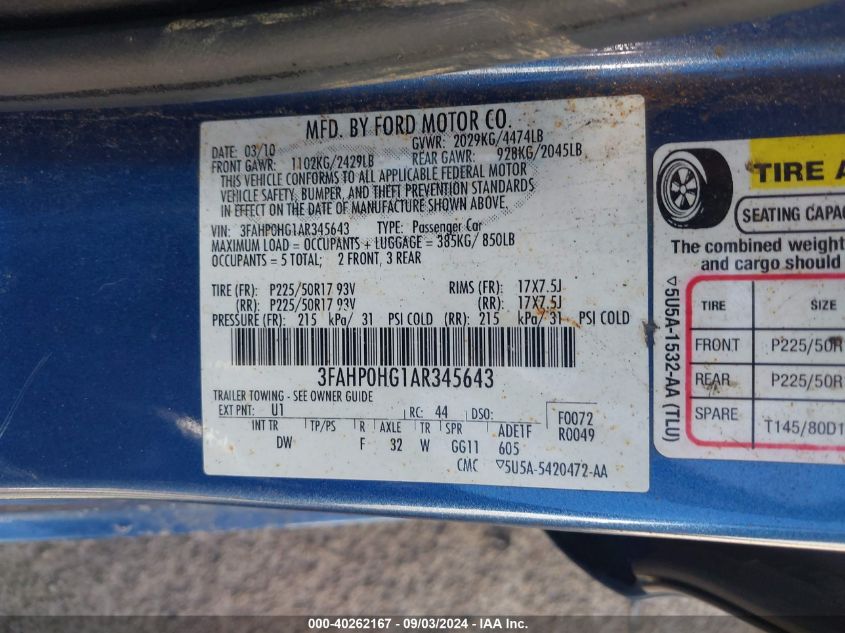 MFD. BY FORD MOTOR CO.
DATE: 03/10 GVWR: 2029KG/4474LB
FRONT GAWR: 1102KG/2429LB REAR GAWR: 928KG/2045LB
THIS VEHICLE CONFORMS TO ALL APPLICABLE FEDERAL MOTOR
VEHICLE SAFETY, BUMPER, AND THEFT PREVENTION STANDARDS
IN EFFECT ON THE DATE OF MANUFACTURE SHOWN ABOVE.
VIN: 3FAHP0HG1AR345643 TYPE: Passenger Car
MAXIMUM LOAD = OCCUPANTS + LUGGAGE = 385KG/ 850LB
OCCUPANTS = 5 TOTAL; 2 FRONT, 3 REAR
TIRE (FR): P225/50R17 93V RIMS (FR): 17X7.5J
(RR): P225/50R17 93V (RR): 17X7.5J
PRESSURE (FR): 215 kPa/ 31 PSI COLD (RR): 215 kPa/ 31 PSI COLD
3FAHP0HG1AR345643
TRAILER TOWING - SEE OWNER GUIDE
EXT PNT: U1 RC: 44 DSO: F0072
R0049
INT TR TP/PS R AXLE TR SPR ADE1F
DW F 32 W GG11 605
CMC ▽5U5A-5420472-AA
TIRE A
SEATING CAPAC
The combined weight
and cargo should
TIRE SIZE
FRONT P225/50R
REAR P225/50R
SPARE T145/80D1
▽5U5A-1532-AA (TLU)
000-40262167 - 09/03/2024 - IAA Inc.